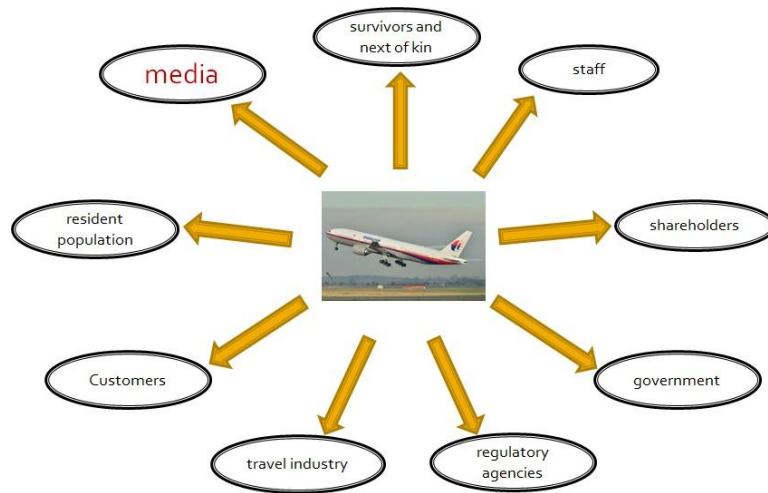 survivors and
next of kin
media
staff
resident
population
shareholders
Customers
government
travel industry
regulatory
agencies